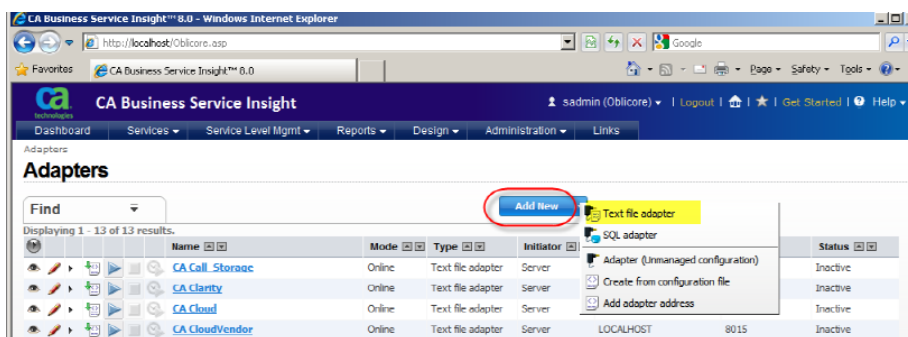 CA Business Service Insight™ 8.0 - Windows Internet Explorer
http://localhost/Oblicore.asp
Google
Favorites CA Business Service Insight™ 8.0 Page Safety Tools
ca technologies CA Business Service Insight sadmin (Oblicore) | Logout | | | Get Started | Help
Dashboard Services Service Level Mgmt Reports Design Administration Links
Adapters
Adapters
Find Add New
Text file adapter
SQL adapter
Adapter (Unmanaged configuration)
Create from configuration file
Add adapter address
Displaying 1 - 13 of 13 results.
Name Mode Type Initiator Status
CA Call_Storage Online Text file adapter Server Inactive
CA Clarity Online Text file adapter Server Inactive
CA Cloud Online Text file adapter Server Inactive
CA CloudVendor Online Text file adapter Server LOCALHOST 8015 Inactive